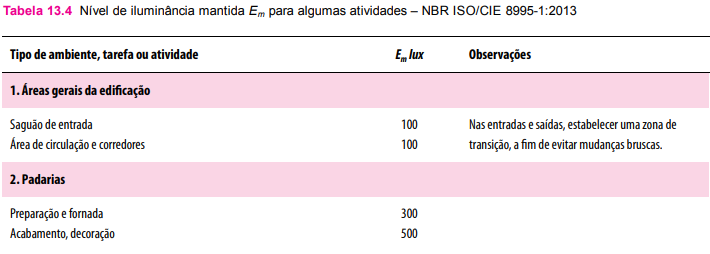 Tabela 13.4 Nível de iluminância mantida Em para algumas atividades – NBR ISO/CIE 8995-1:2013
Tipo de ambiente, tarefa ou atividade Em lux Observações
1. Áreas gerais da edificação
Saguão de entrada 100 Nas entradas e saídas, estabelecer uma zona de
Área de circulação e corredores 100 transição, a fim de evitar mudanças bruscas.
2. Padarias
Preparação e fornada 300
Acabamento, decoração 500